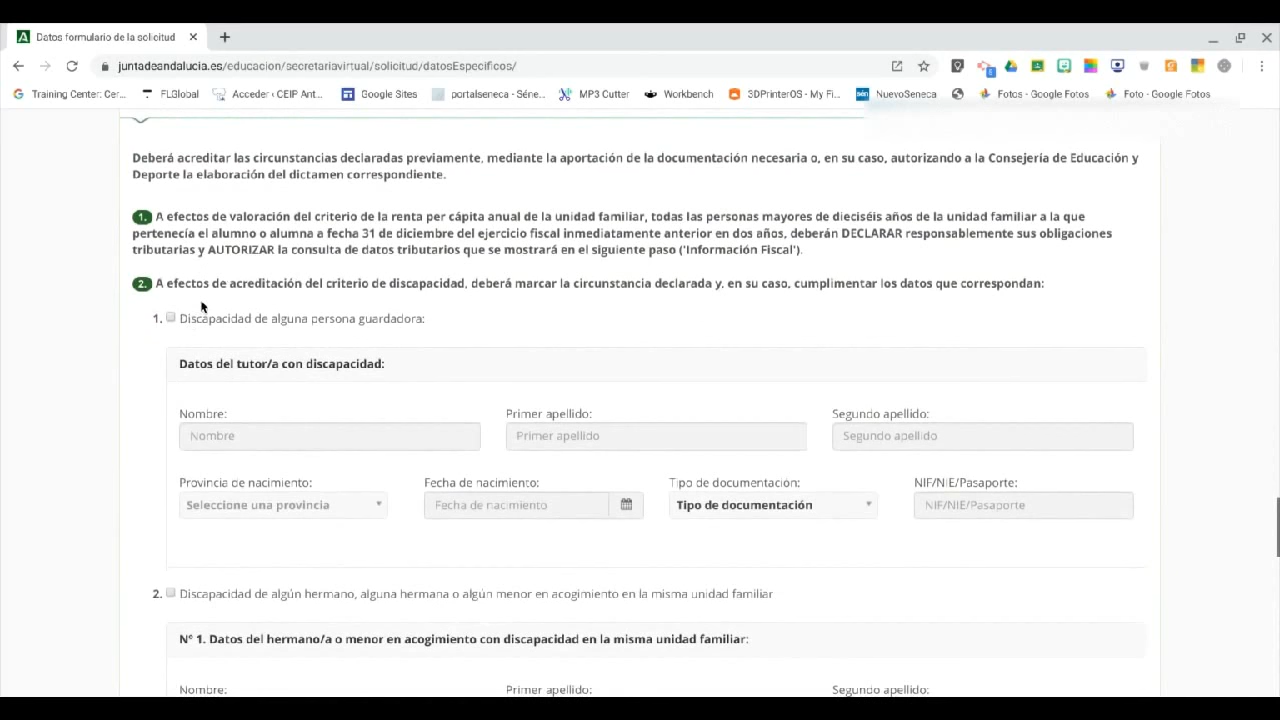 Datos formulario de la solicitud
juntadeandalucia.es/educacion/secretariavirtual/solicitud/datosEspecificos/
6
Training Center: Cer... FLGlobal Acceder ‹ CEIP Ant... Google Sites portalseneca - Séne... MP3 Cutter Workbench 3DPrinterOS - My Fi... NuevoSeneca Fotos - Google Fotos Foto - Google Fotos
Deberá acreditar las circunstancias declaradas previamente, mediante la aportación de la documentación necesaria o, en su caso, autorizando a la Consejería de Educación y
Deporte la elaboración del dictamen correspondiente.
1. A efectos de valoración del criterio de la renta per cápita anual de la unidad familiar, todas las personas mayores de dieciséis años de la unidad familiar a la que
pertenecía el alumno o alumna a fecha 31 de diciembre del ejercicio fiscal inmediatamente anterior en dos años, deberán DECLARAR responsablemente sus obligaciones
tributarias y AUTORIZAR la consulta de datos tributarios que se mostrará en el siguiente paso ('Información Fiscal').
2. A efectos de acreditación del criterio de discapacidad, deberá marcar la circunstancia declarada y, en su caso, cumplimentar los datos que correspondan:
1. Discapacidad de alguna persona guardadora:
Datos del tutor/a con discapacidad:
Nombre: Primer apellido: Segundo apellido:
Nombre Primer apellido Segundo apellido
Provincia de nacimiento: Fecha de nacimiento: Tipo de documentación: NIF/NIE/Pasaporte:
Seleccione una provincia Fecha de nacimiento Tipo de documentación NIF/NIE/Pasaporte
2. Discapacidad de algún hermano, alguna hermana o algún menor en acogimiento en la misma unidad familiar
Nº 1. Datos del hermano/a o menor en acogimiento con discapacidad en la misma unidad familiar:
Nombre: Primer apellido: Segundo apellido: